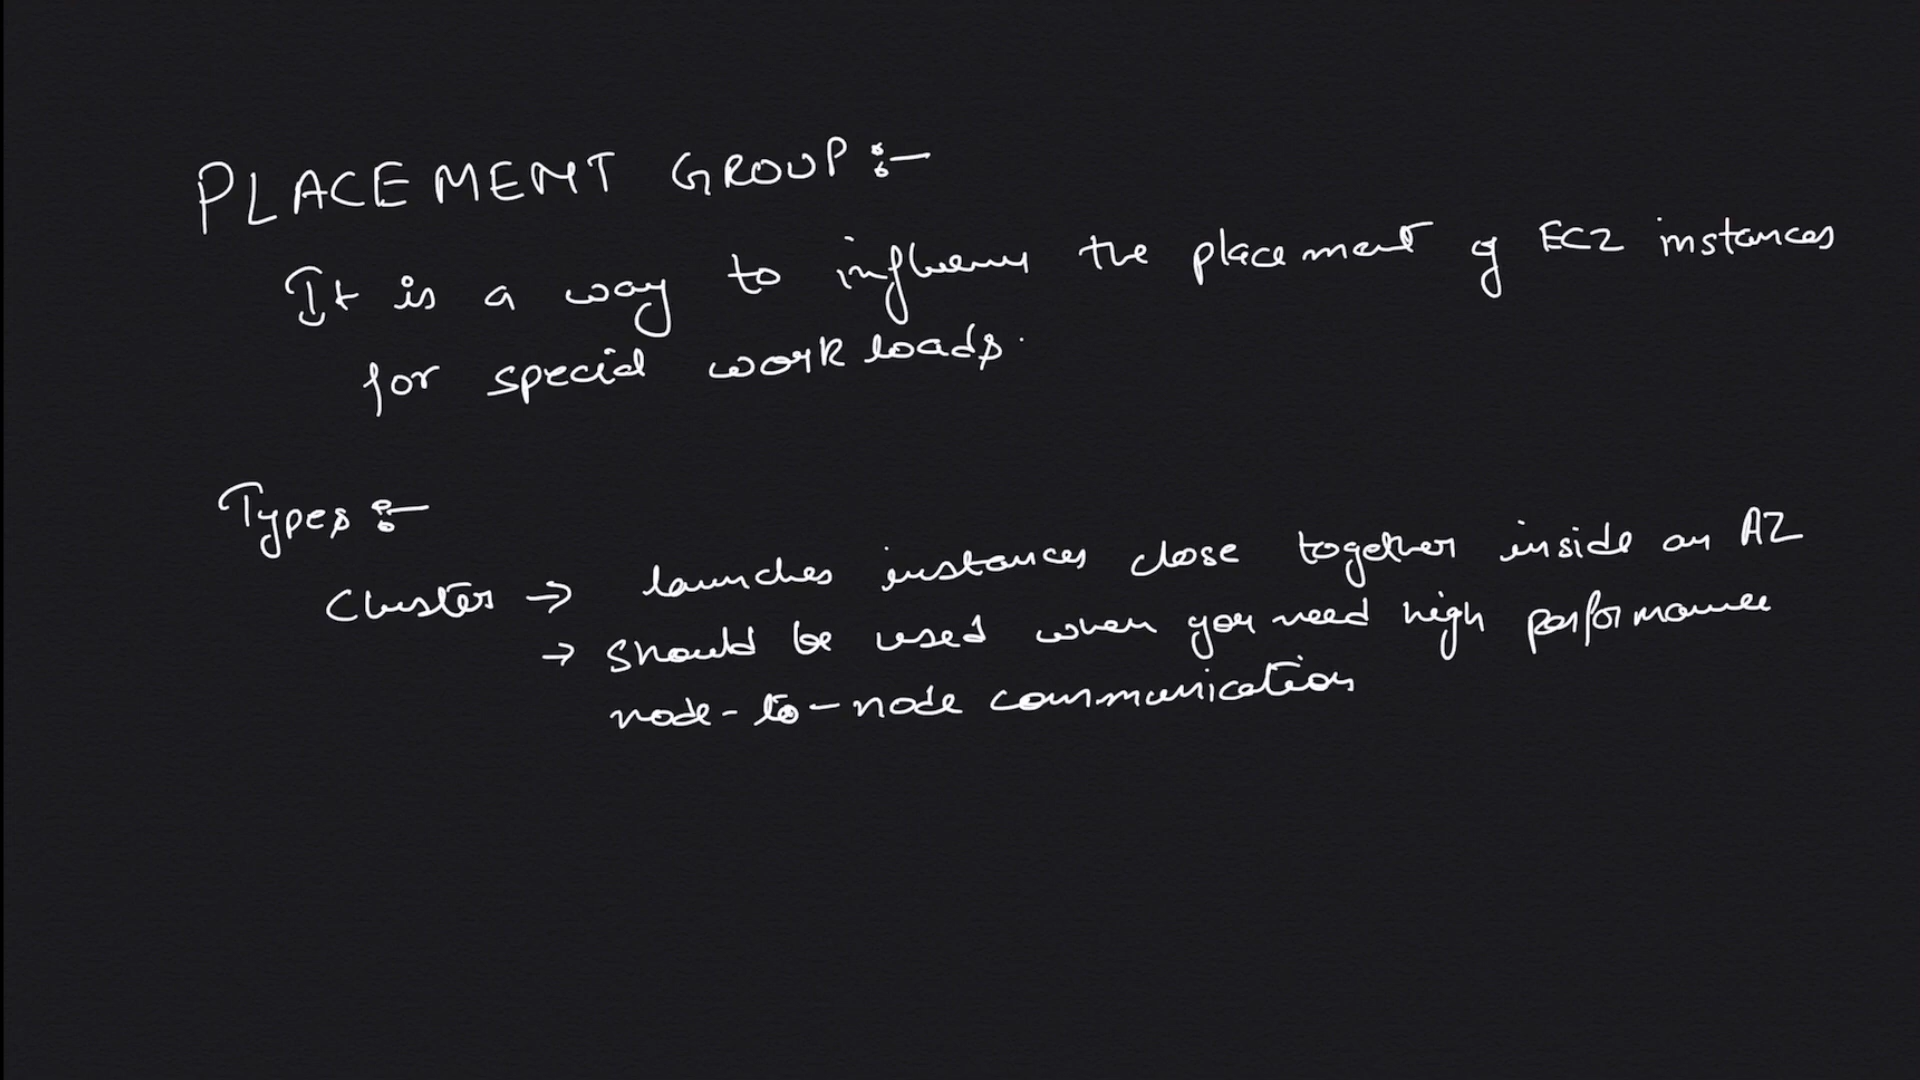 PLACEMENT GROUP :-
It is a way to influence the placement of EC2 instances
for special workloads.
Types :-
Cluster → launches instances close together inside an AZ
→ should be used when you need high performance
node-to-node communication